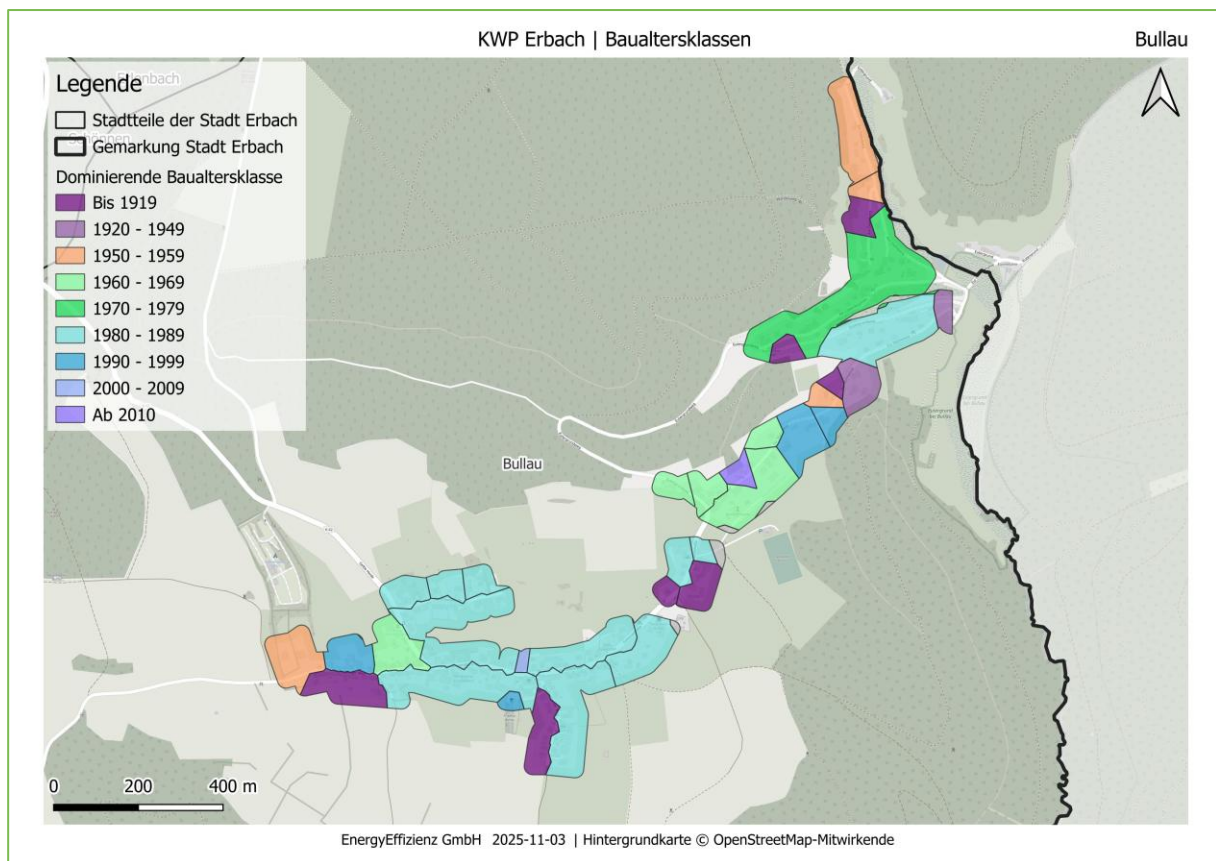 KWP Erbach | Baualtersklassen
Bullau
Legende
Stadtteile der Stadt Erbach
Gemarkung Stadt Erbach
Dominierende Baualtersklasse
Bis 1919
1920 - 1949
1950 - 1959
1960 - 1969
1970 - 1979
1980 - 1989
1990 - 1999
2000 - 2009
Ab 2010
Bullau
0 200 400 m
EnergyEffizienz GmbH 2025-11-03 | Hintergrundkarte © OpenStreetMap-Mitwirkende